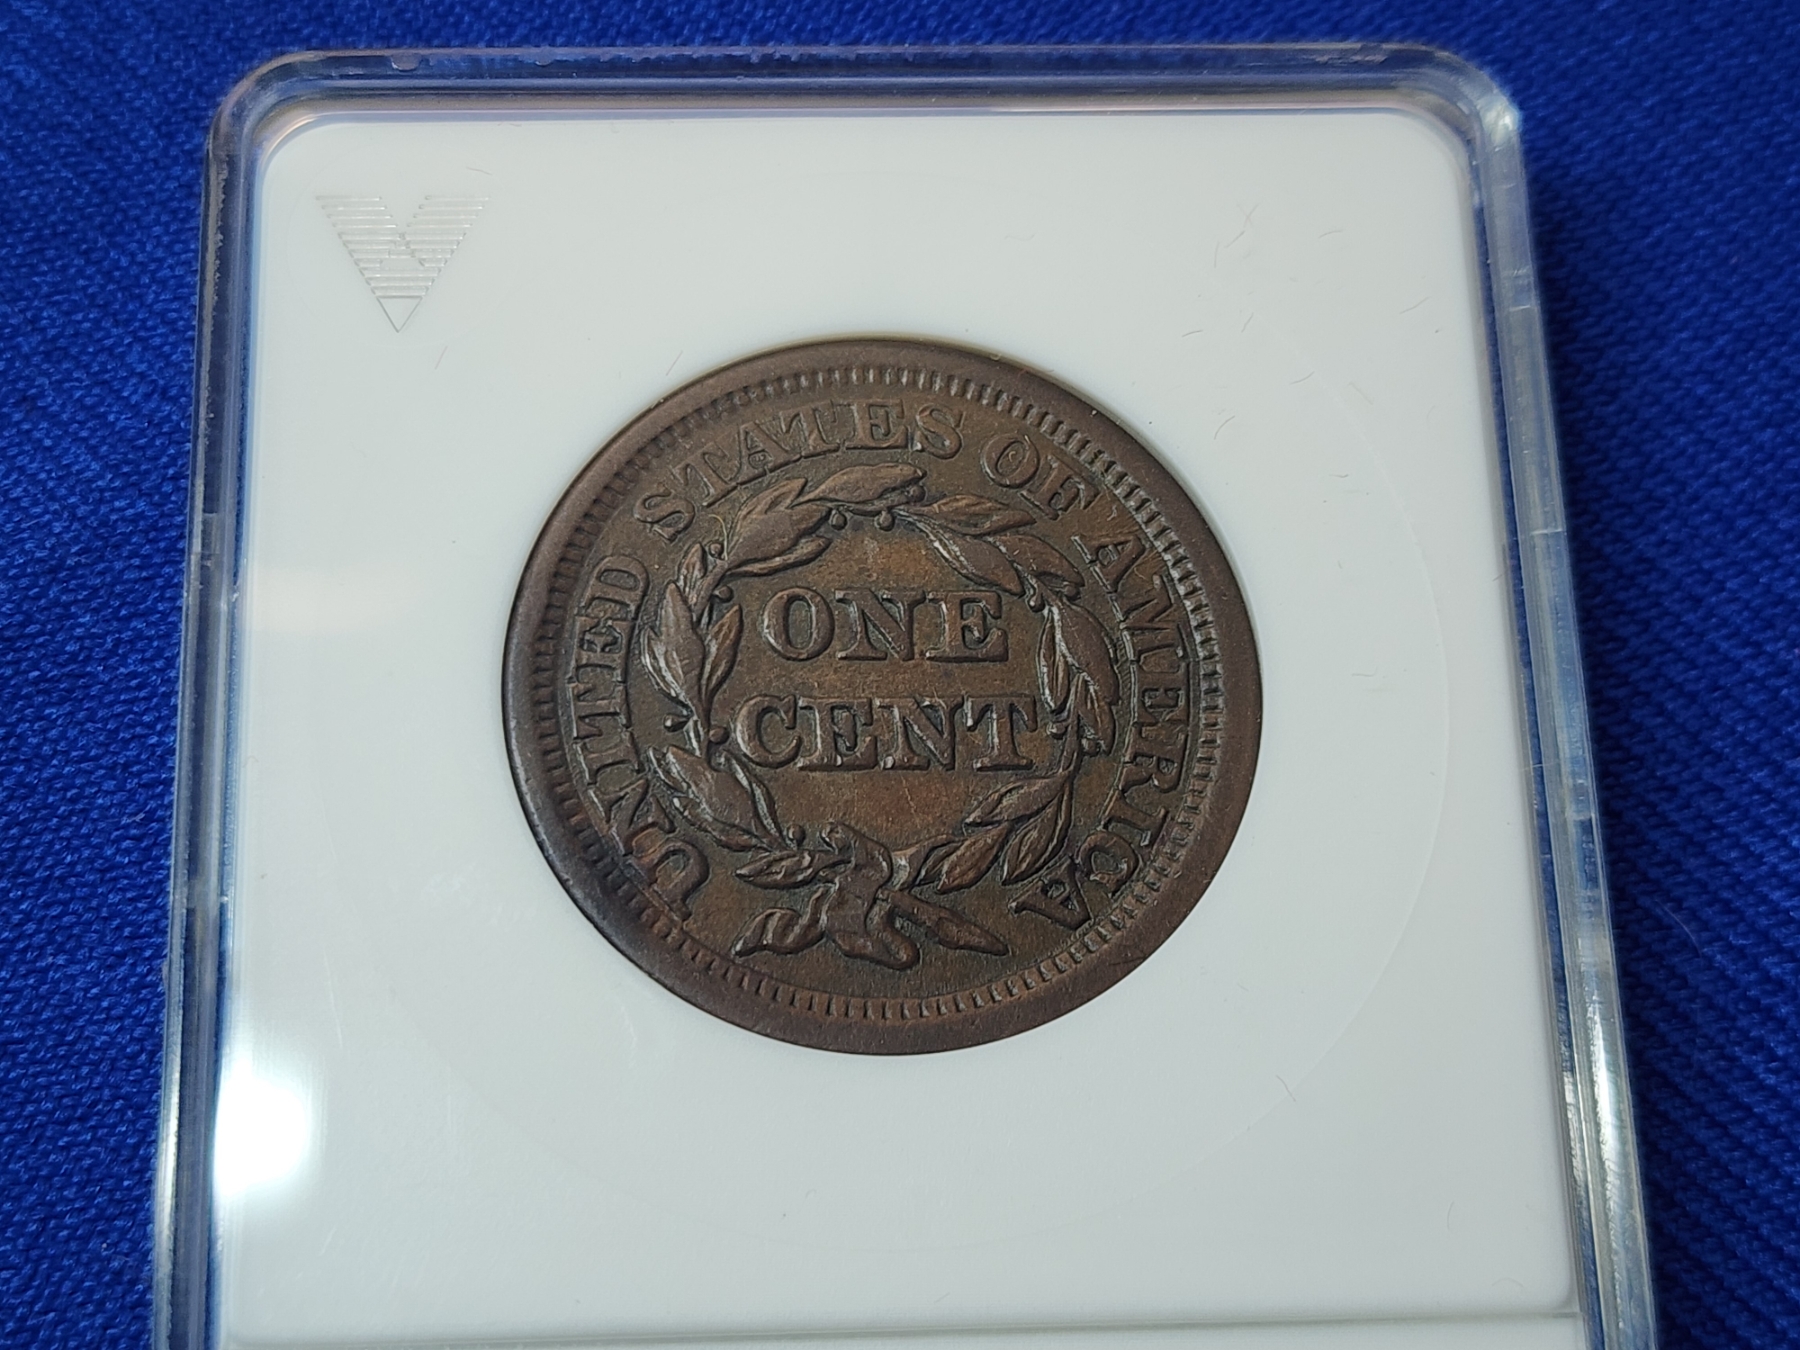 UNITED STATES OF AMERICA
ONE
CENT